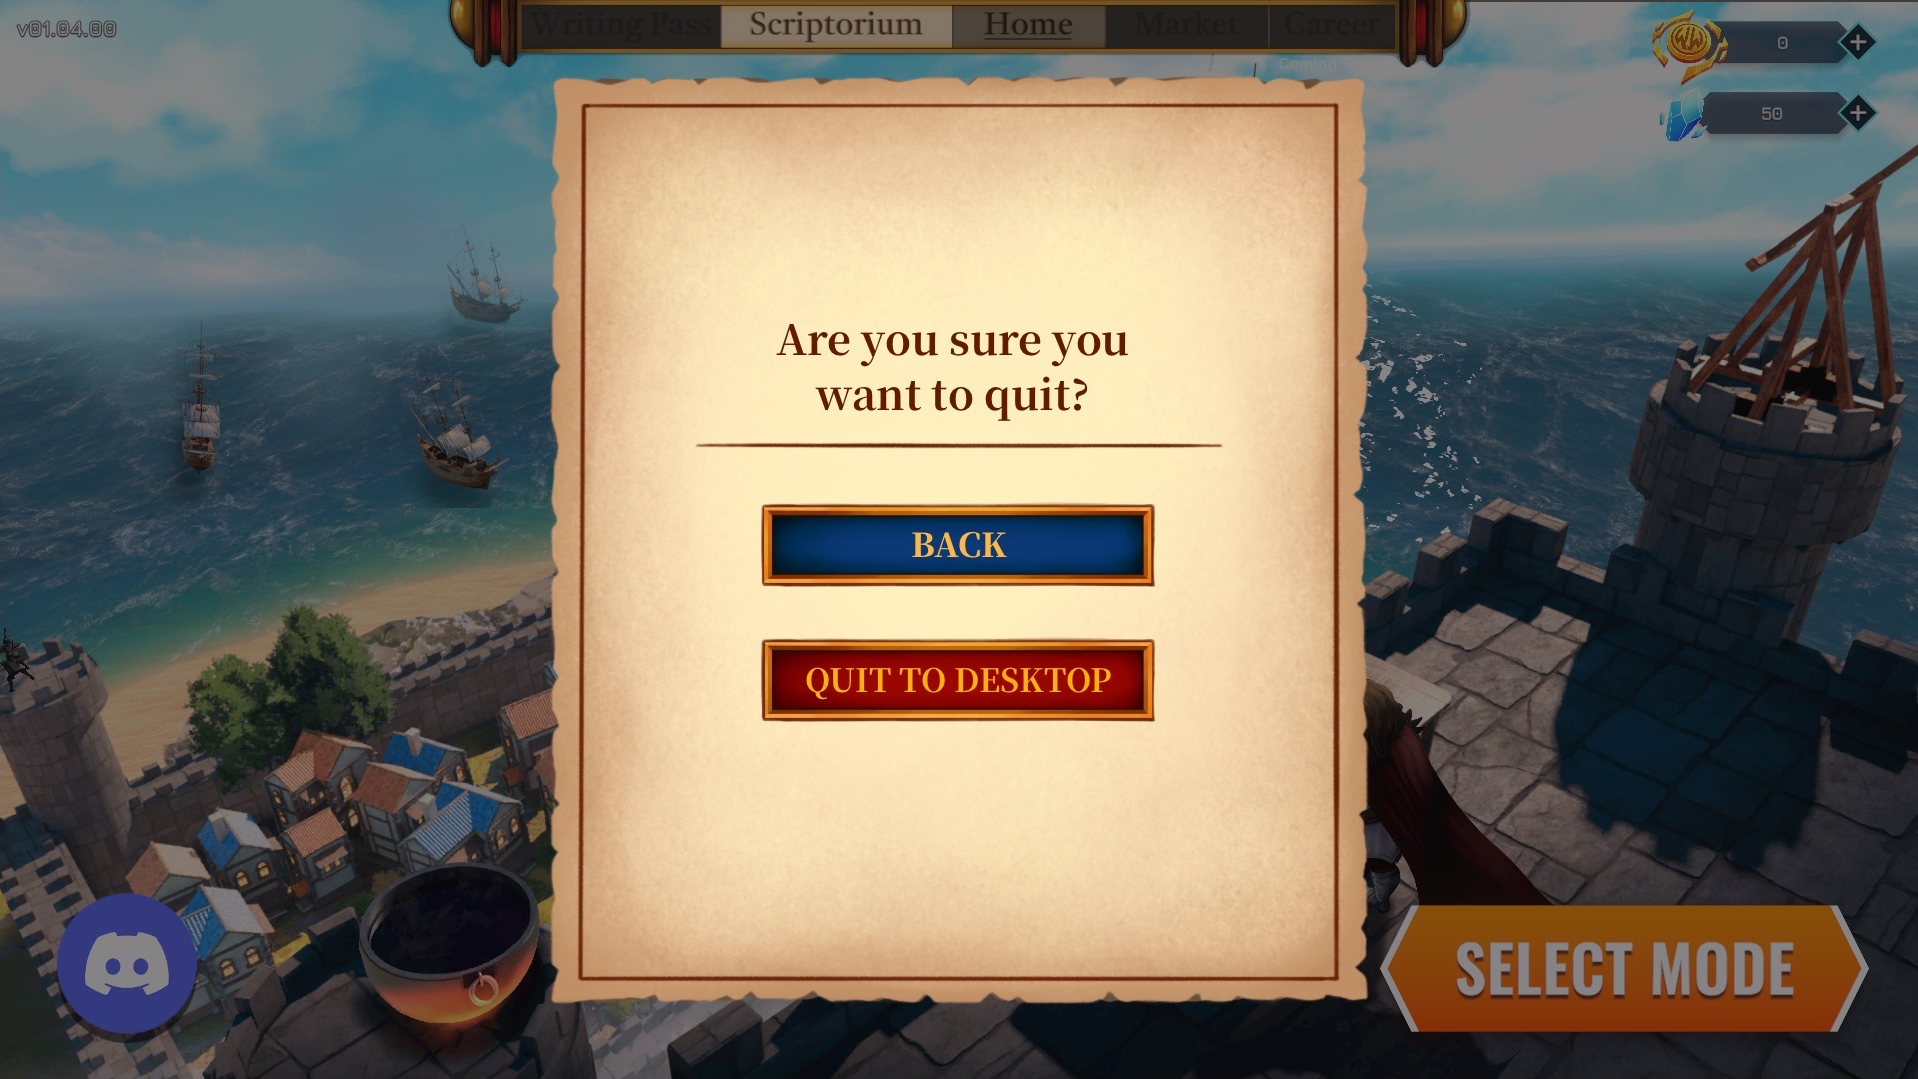 v01.04.00
Writing Pass
Scriptorium
Home
Market
Career
Coming
0
50
Are you sure you
want to quit?
BACK
QUIT TO DESKTOP
SELECT MODE